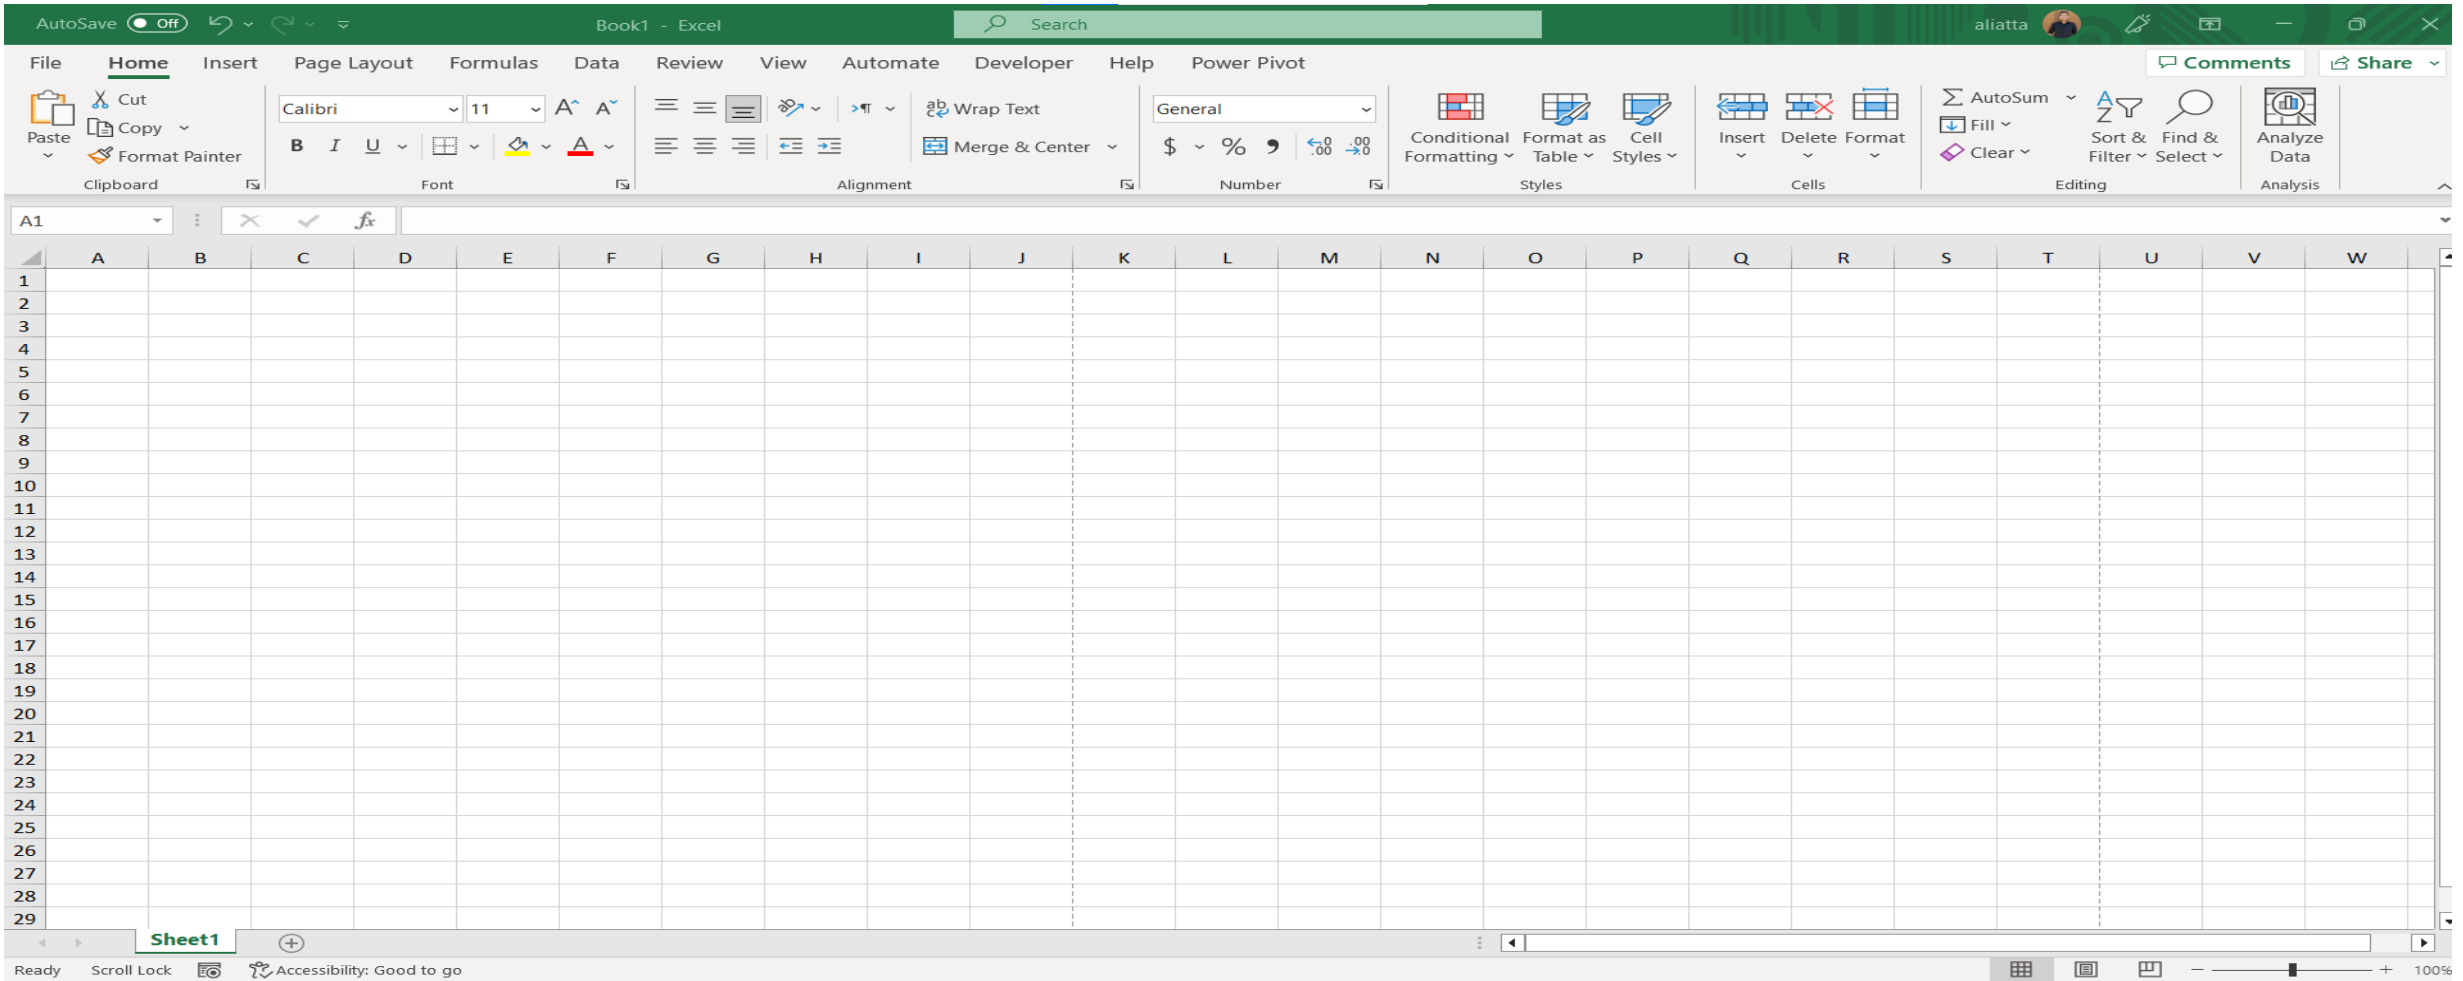 AutoSave Off Book1 - Excel Search aliatta
File Home Insert Page Layout Formulas Data Review View Automate Developer Help Power Pivot Comments Share
Paste
Cut
Copy
Format Painter
Clipboard
Calibri 11
B I U
Font
Wrap Text
Merge & Center
Alignment
General
$ % 9
Number
Conditional Formatting
Format as Table
Cell Styles
Styles
Insert Delete Format
Cells
AutoSum
Fill
Clear
Sort & Filter
Find & Select
Editing
Analyze Data
Analysis
A1 fx
A B C D E F G H I J K L M N O P Q R S T U V W
1
2
3
4
5
6
7
8
9
10
11
12
13
14
15
16
17
18
19
20
21
22
23
24
25
26
27
28
29
Sheet1
Ready Scroll Lock Accessibility: Good to go 100%